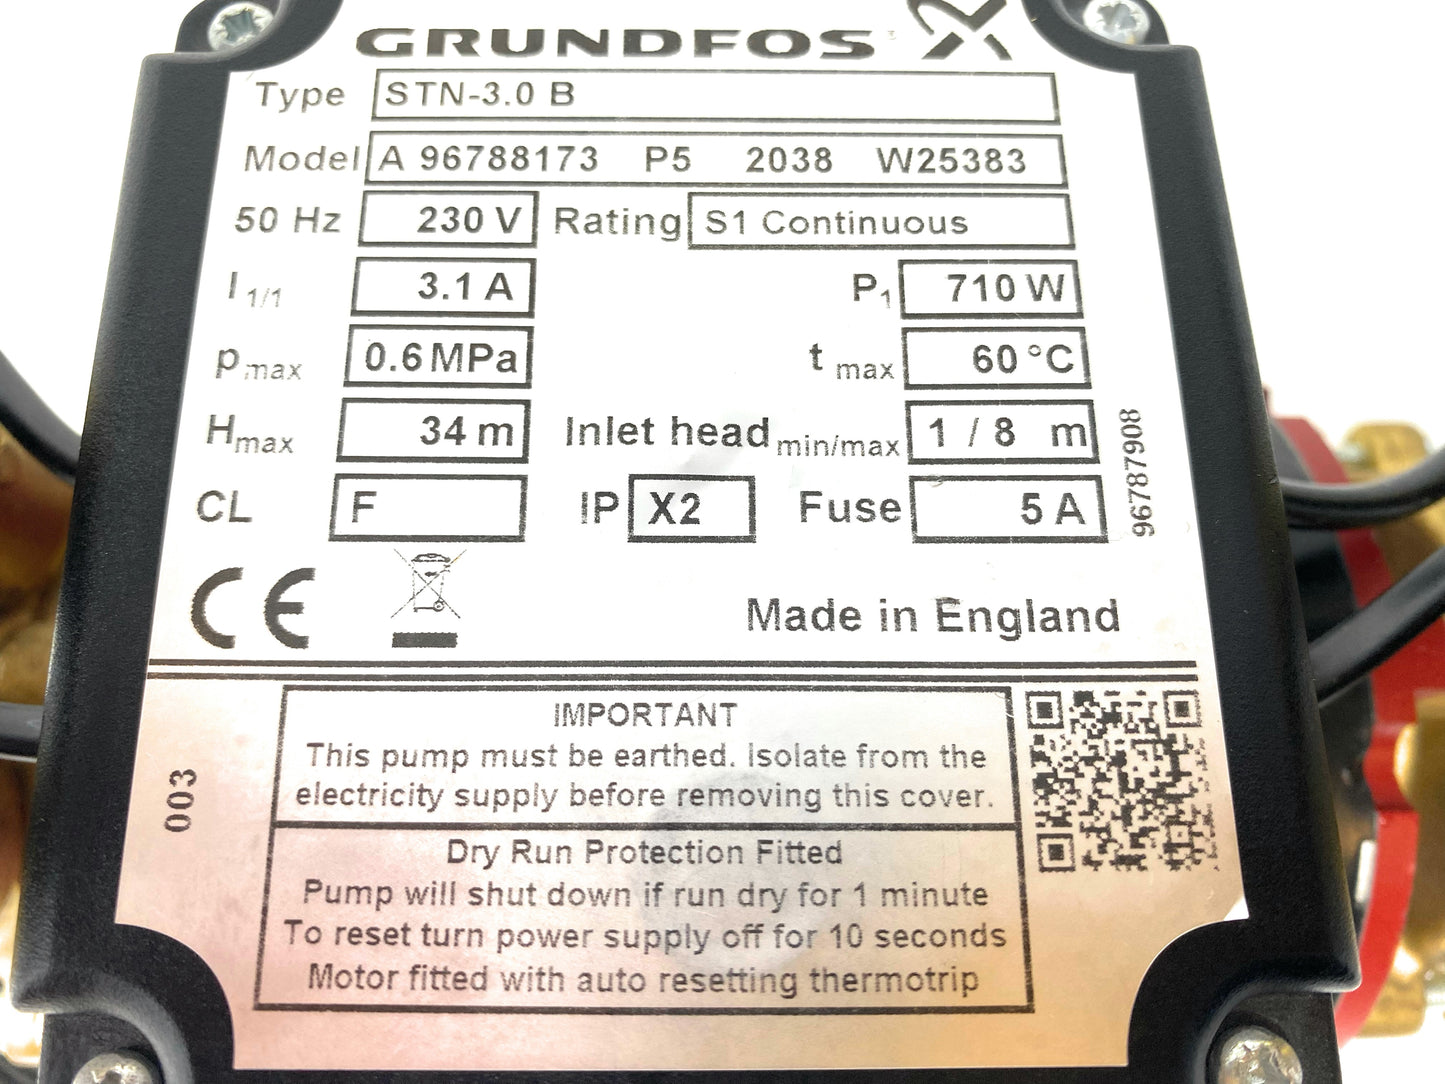 GRUNDFOS
Type STN-3.0 B
Model A 96788173 P5 2038 W25383
50 Hz 230 V Rating S1 Continuous
I 1/1 3.1 A P1 710 W
pmax 0.6 MPa t max 60 °C
Hmax 34 m Inlet head min/max 1 / 8 m
CL F IP X2 Fuse 5 A
96787908
CE
Made in England
003
IMPORTANT
This pump must be earthed. Isolate from the
electricity supply before removing this cover.
Dry Run Protection Fitted
Pump will shut down if run dry for 1 minute
To reset turn power supply off for 10 seconds
Motor fitted with auto resetting thermotrip